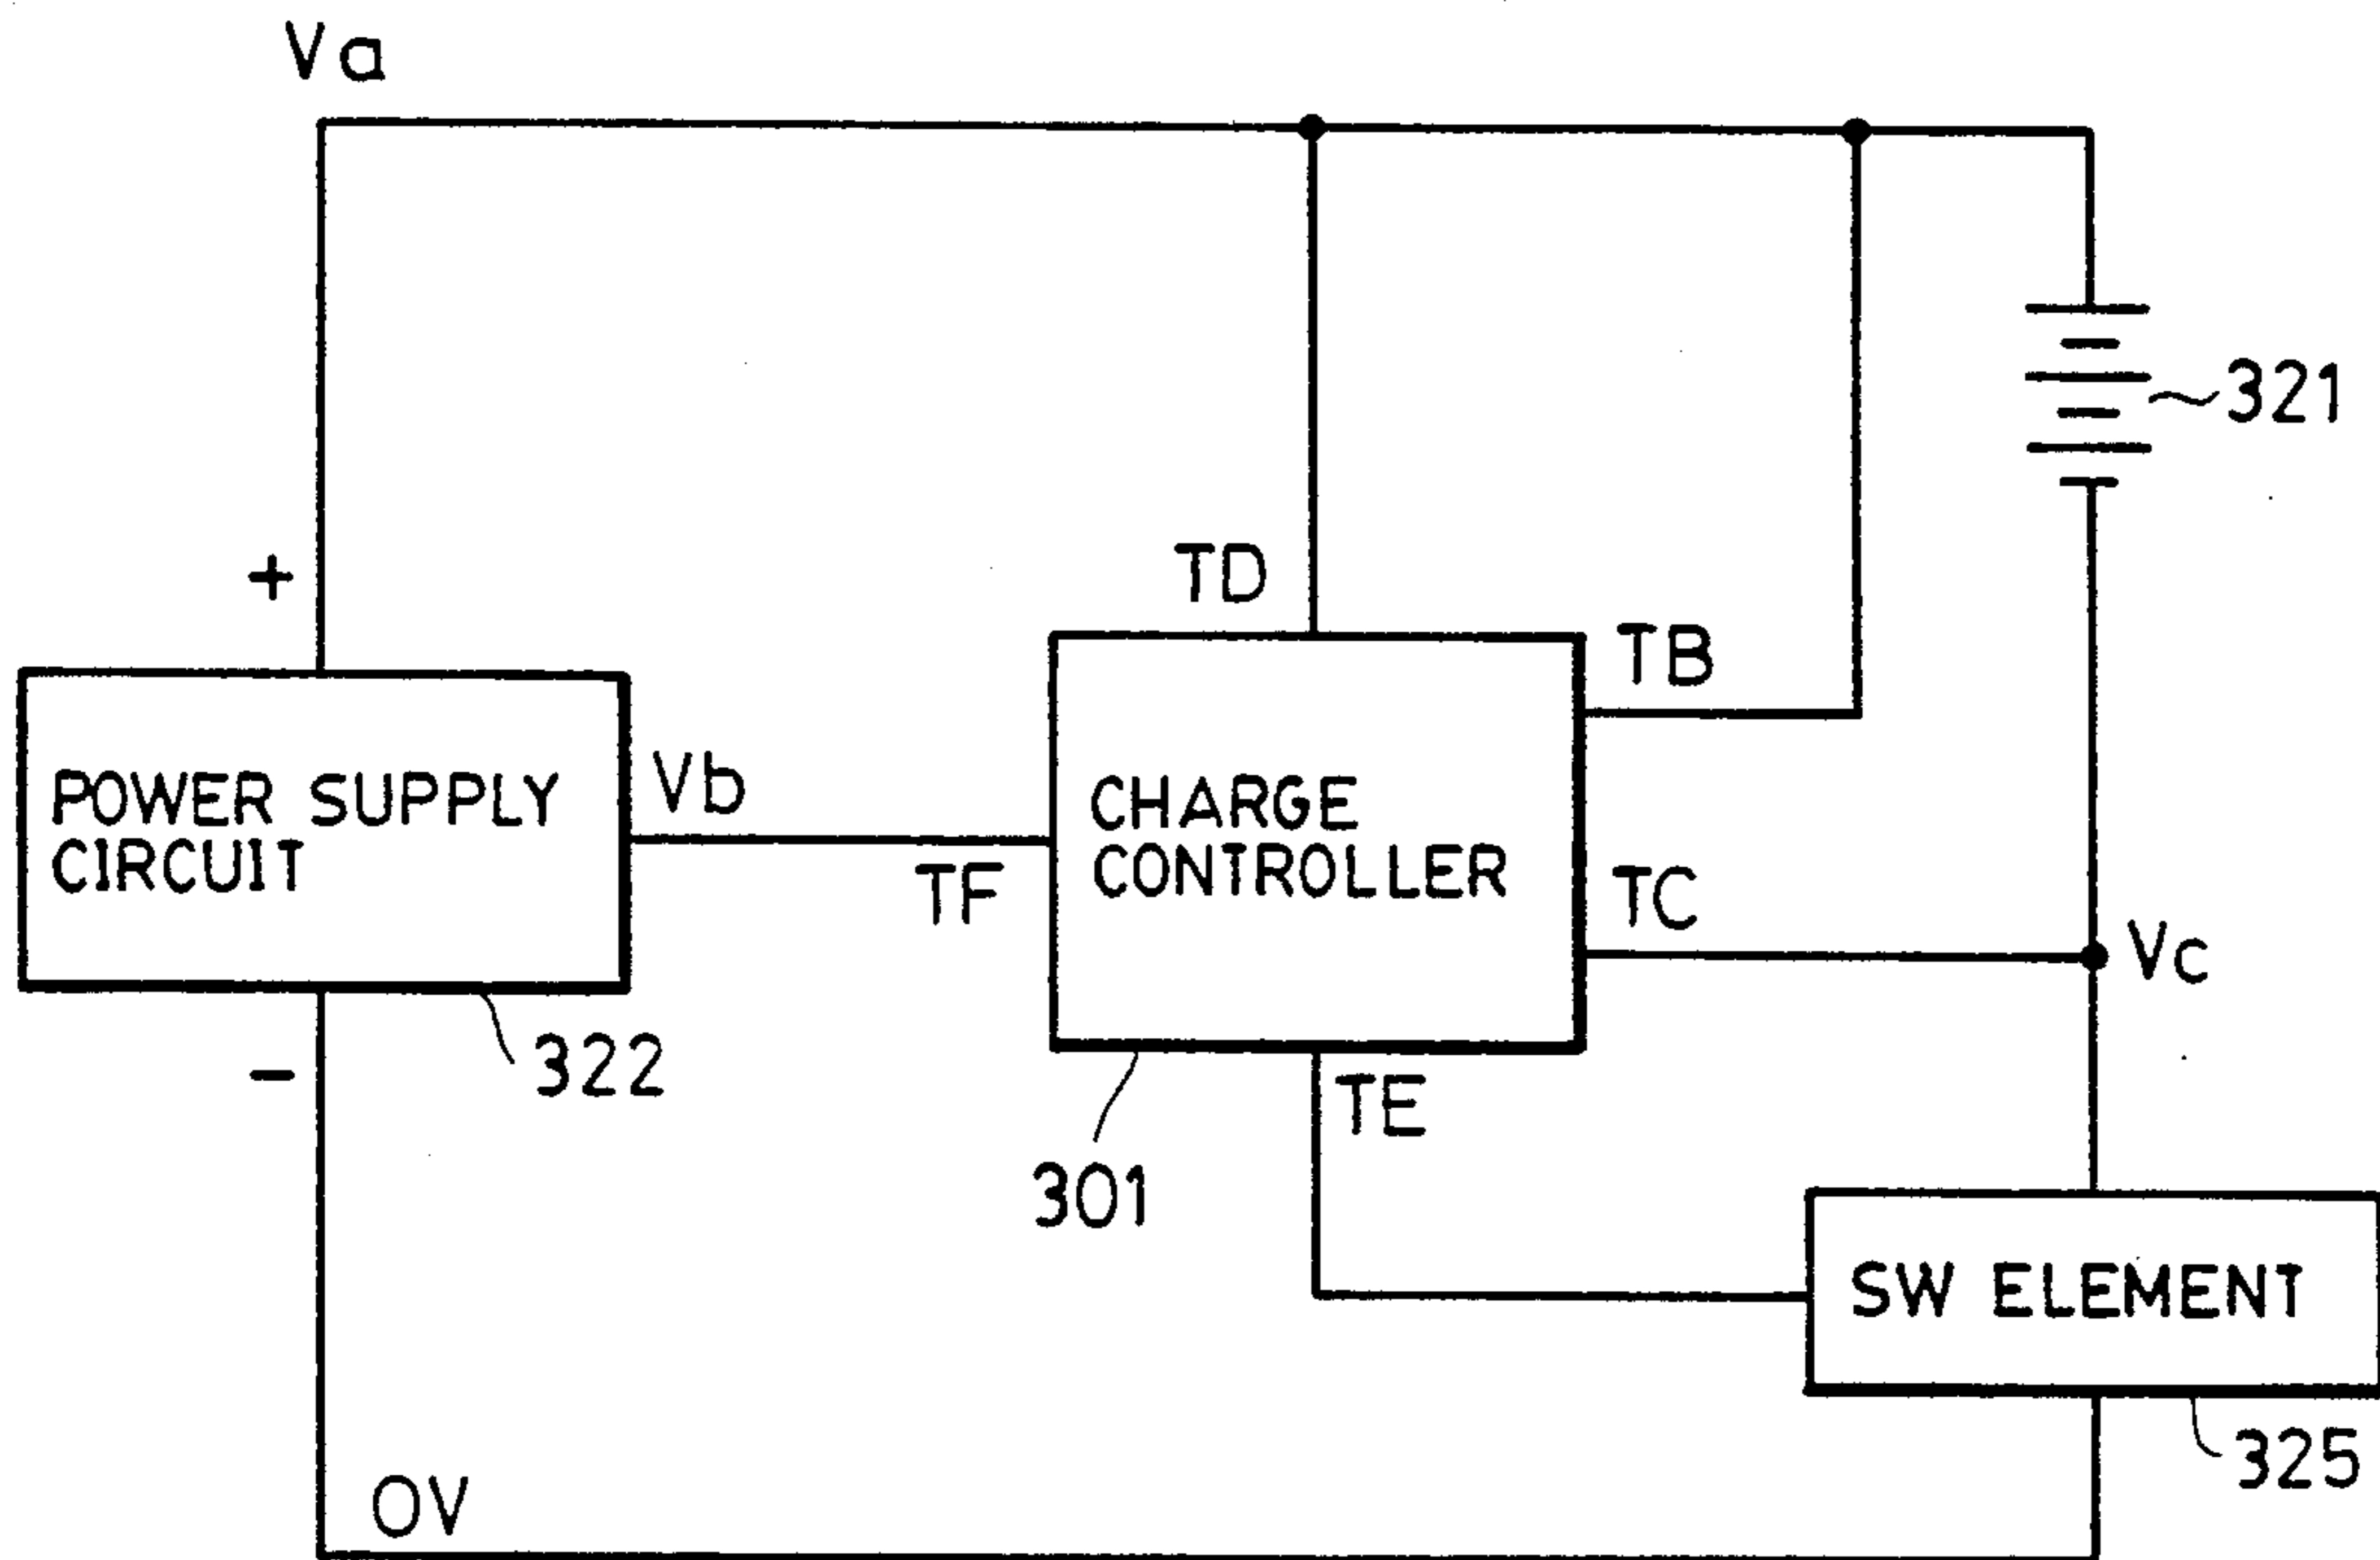 Va
321
+
TD
TB
POWER SUPPLY
CIRCUIT
Vb
TF
CHARGE
CONTROLLER
TC
Vc
-
322
TE
301
SW ELEMENT
325
0V